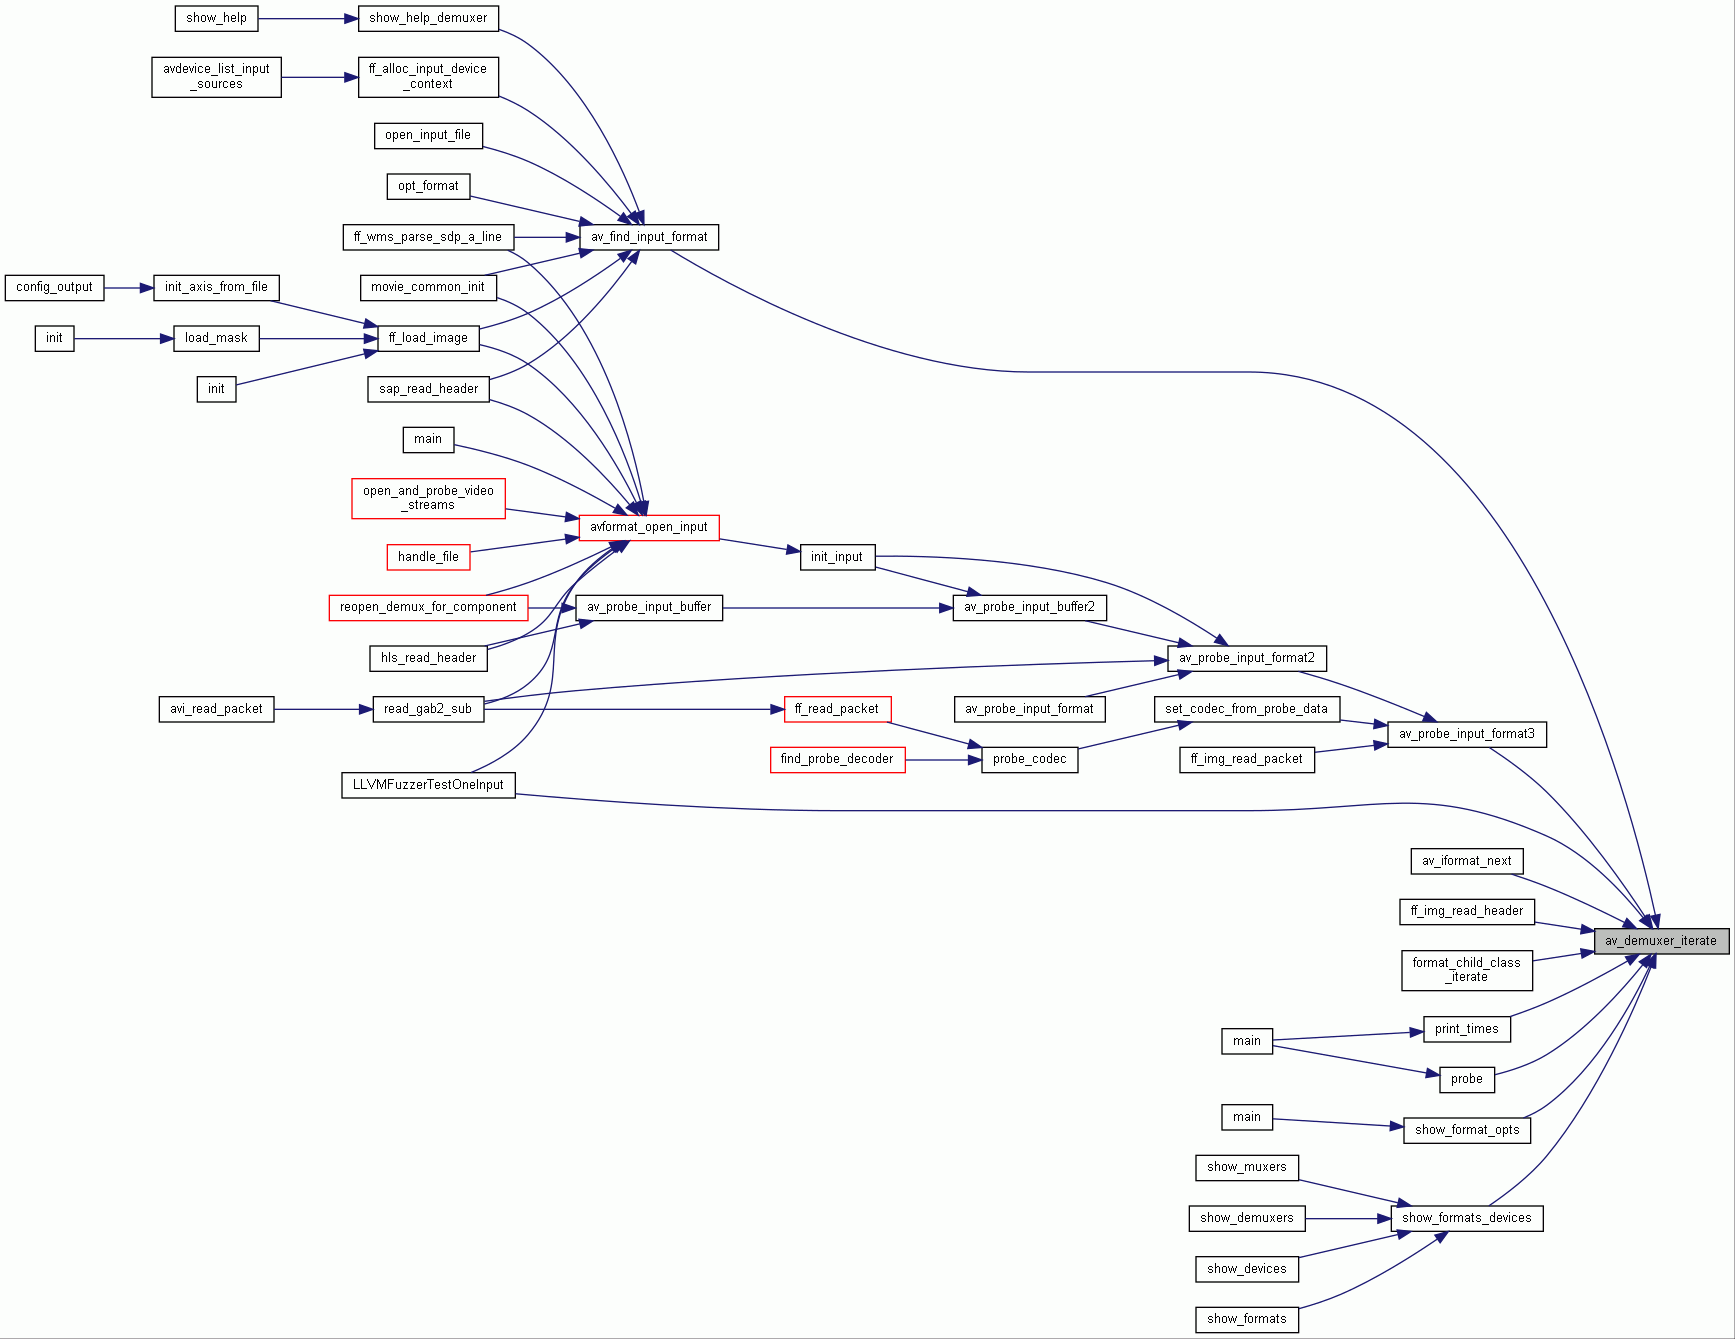 show_help
show_help_demuxer
avdevice_list_input
_sources
ff_alloc_input_device
_context
open_input_file
opt_format
ff_wms_parse_sdp_a_line
av_find_input_format
config_output
init_axis_from_file
movie_common_init
init
load_mask
ff_load_image
init
sap_read_header
main
open_and_probe_video
_streams
avformat_open_input
handle_file
init_input
reopen_demux_for_component
av_probe_input_buffer
av_probe_input_buffer2
hls_read_header
av_probe_input_format2
avi_read_packet
read_gab2_sub
ff_read_packet
av_probe_input_format
set_codec_from_probe_data
av_probe_input_format3
find_probe_decoder
probe_codec
ff_img_read_packet
LLVMFuzzerTestOneInput
av_iformat_next
ff_img_read_header
av_demuxer_iterate
format_child_class
_iterate
print_times
main
probe
main
show_format_opts
show_muxers
show_demuxers
show_formats_devices
show_devices
show_formats